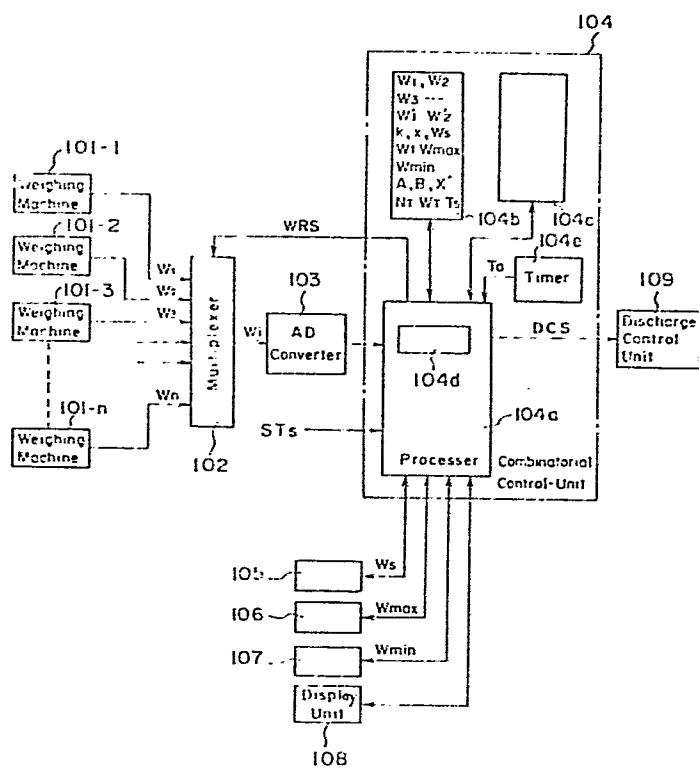 104
W1, W2
W3 ---
W'1 W'2
k, x, Ws
Wt Wmax
Wmin
A, B, X'
NT WT Ts
104b
104c
104e
Ta
Timer
101-1
Weighing
Machine
101-2
Weighing
Machine
101-3
Weighing
Machine
101-n
Weighing
Machine
W1
W2
W3
Wn
Multiplexer
102
WRS
Wi
103
AD
Converter
STs
104d
104a
Processer
Combinatorial
Control-Unit
DCS
109
Discharge
Control
Unit
105
Ws
106
Wmax
107
Wmin
Display
Unit
108